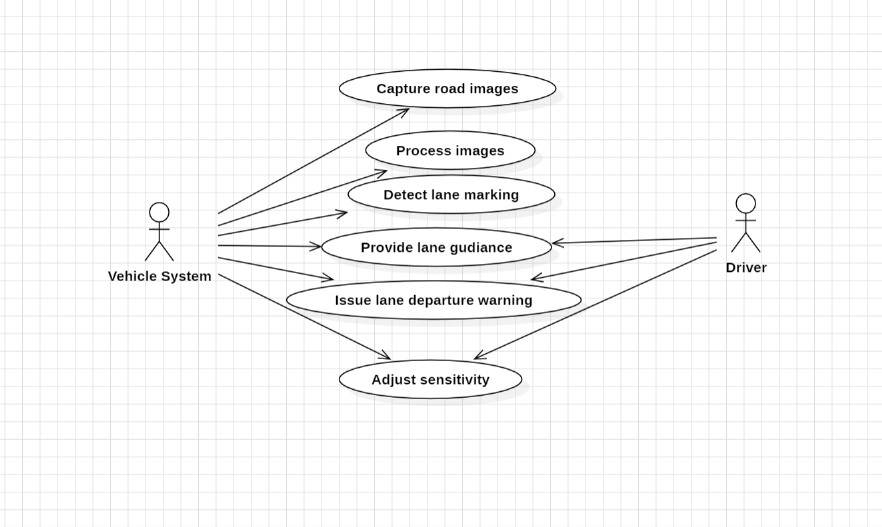 Capture road images
Process images
Detect lane marking
Provide lane gudiance
Issue lane departure warning
Adjust sensitivity
Vehicle System
Driver